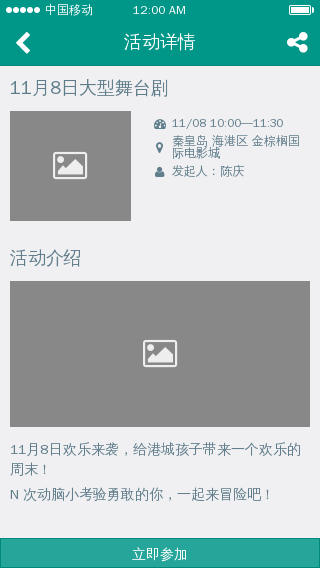 中国移动 12:00 AM
活动详情
11月8日大型舞台剧
11/08 10:00—11:30
秦皇岛 海港区 金棕榈国
际电影城
发起人：陈庆
活动介绍
11月8日欢乐来袭，给港城孩子带来一个欢乐的
周末！
N 次动脑小考验勇敢的你，一起来冒险吧！
立即参加